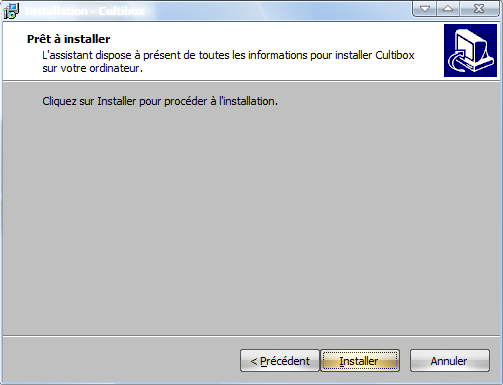 Installation - Cultibox
Prêt à installer
L'assistant dispose à présent de toutes les informations pour installer Cultibox
sur votre ordinateur.
Cliquez sur Installer pour procéder à l'installation.
< Précédent Installer Annuler